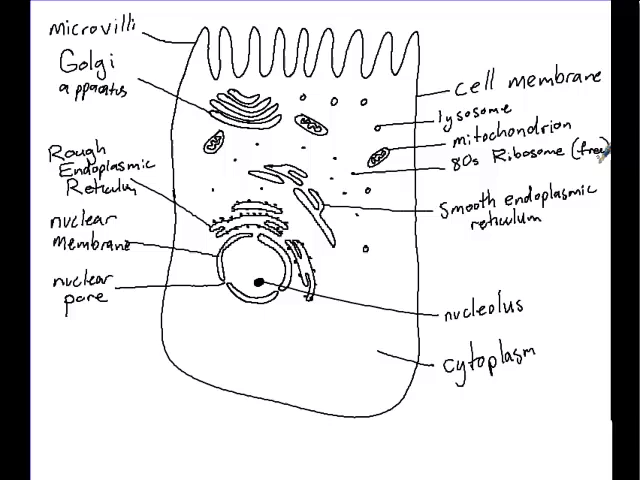 microvilli
Golgi
apparatus
Rough
Endoplasmic
Reticulum
nuclear
Membrane
nuclear
pore
cell membrane
lysosome
mitochondrion
80s Ribosome (free)
Smooth endoplasmic
reticulum
nucleolus
cytoplasm